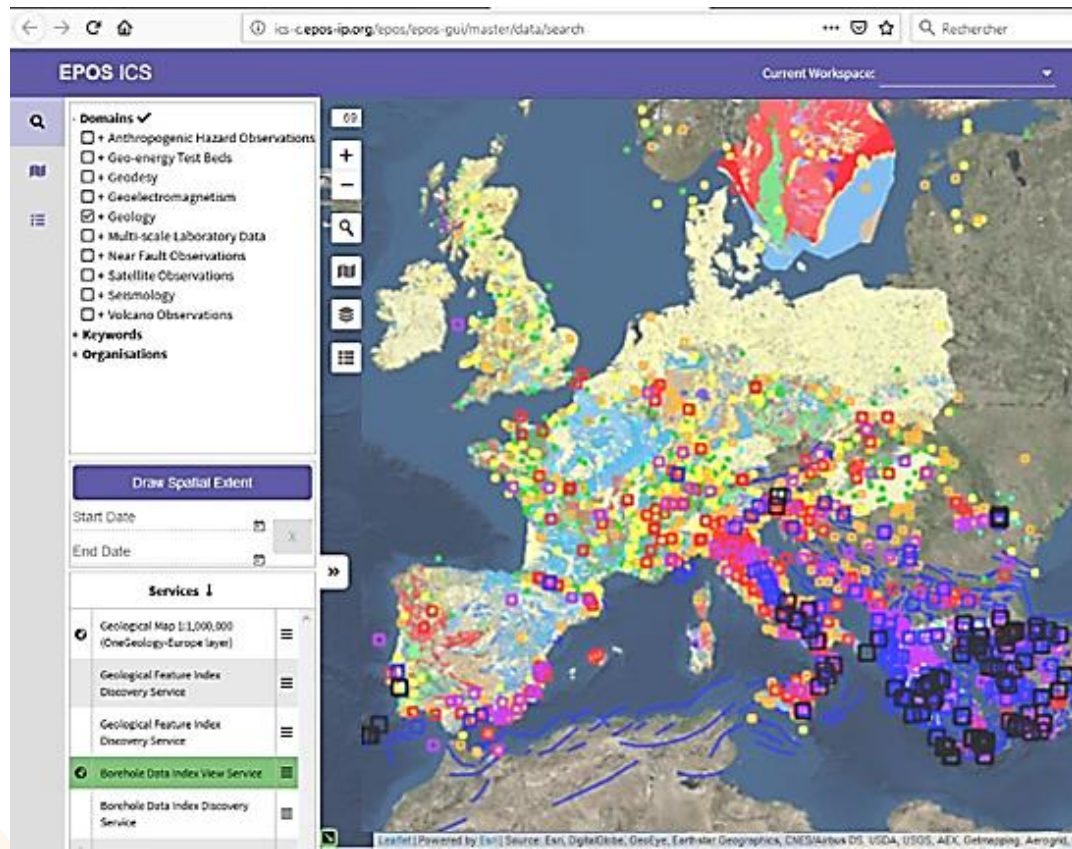 ics-c.epos-ip.org/epos/epos-gui/master/data/search
Rechercher
EPOS ICS
Current Workspace:
- Domains ✔
+ Anthropogenic Hazard Observations
+ Geo-energy Test Beds
+ Geodesy
+ Geoelectromagnetism
+ Geology
+ Multi-scale Laboratory Data
+ Near Fault Observations
+ Satellite Observations
+ Seismology
+ Volcano Observations
+ Keywords
+ Organisations
69
+
−
Draw Spatial Extent
Start Date
x
End Date
»
Services ↓
Geological Map 1:1,000,000
(OneGeology-Europe layer)
Geological Feature Index
Discovery Service
Geological Feature Index
Discovery Service
Borehole Data Index View Service
Borehole Data Index Discovery
Service
Leaflet | Powered by Esri | Source: Esri, DigitalGlobe, GeoEye, Earthstar Geographics, CNES/Airbus DS, USDA, USGS, AEX, Getmapping, Aerogrid,